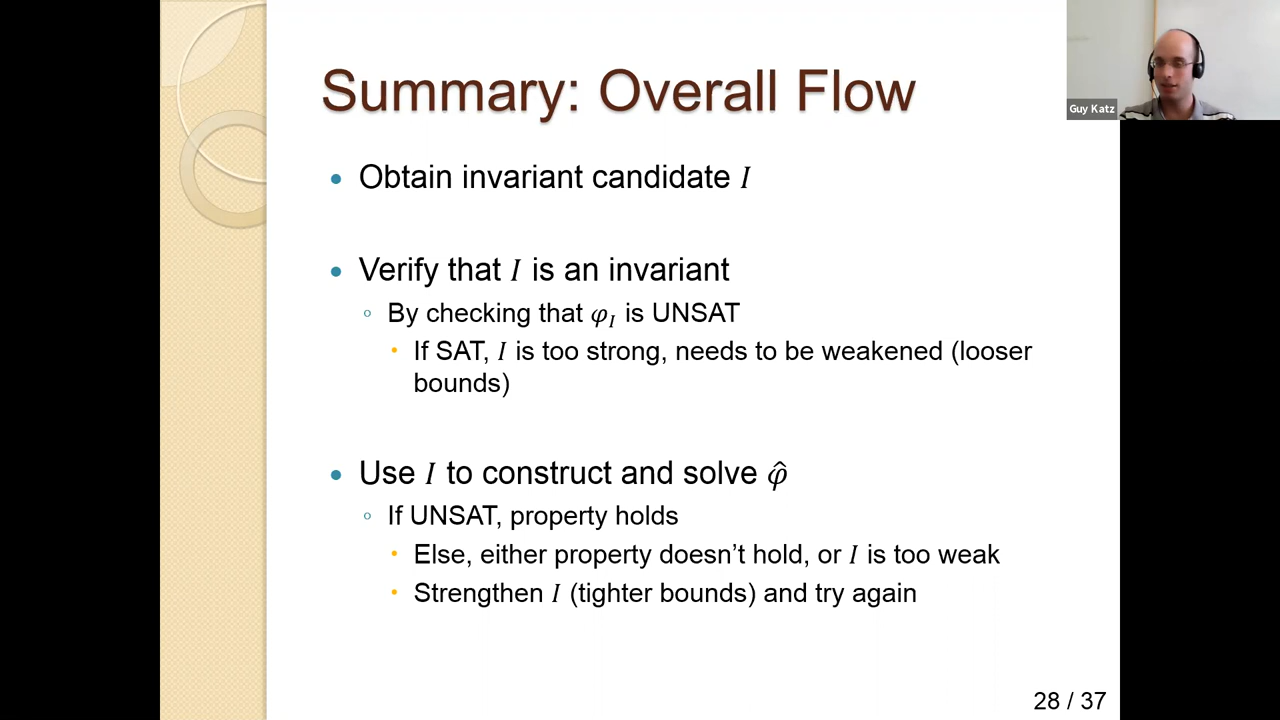 Summary: Overall Flow
Guy Katz
• Obtain invariant candidate I
• Verify that I is an invariant
◦ By checking that φ_I is UNSAT
• If SAT, I is too strong, needs to be weakened (looser
bounds)
• Use I to construct and solve φ̂
◦ If UNSAT, property holds
• Else, either property doesn’t hold, or I is too weak
• Strengthen I (tighter bounds) and try again
28 / 37